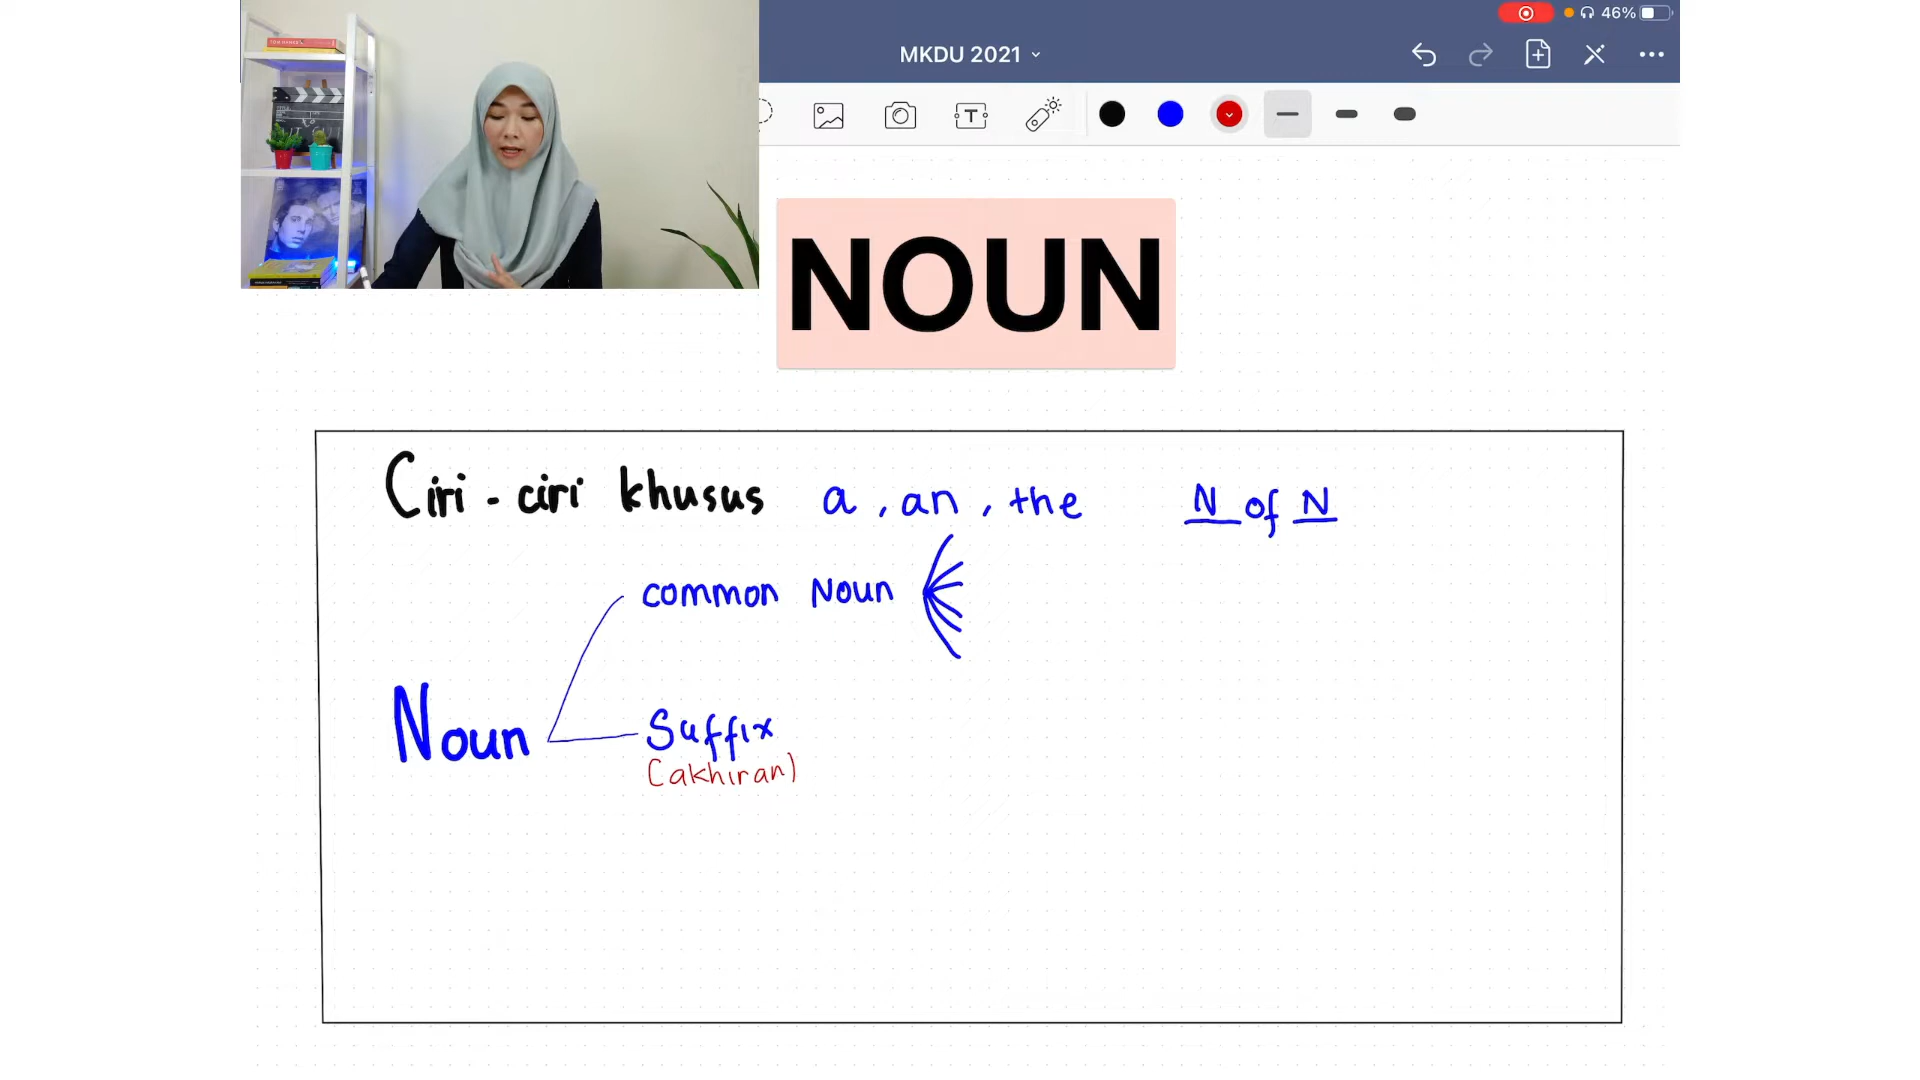 46%
MKDU 2021
T
NOUN
Ciri - ciri khusus a , an , the N of N
common Noun
Noun
Suffix
(akhiran)